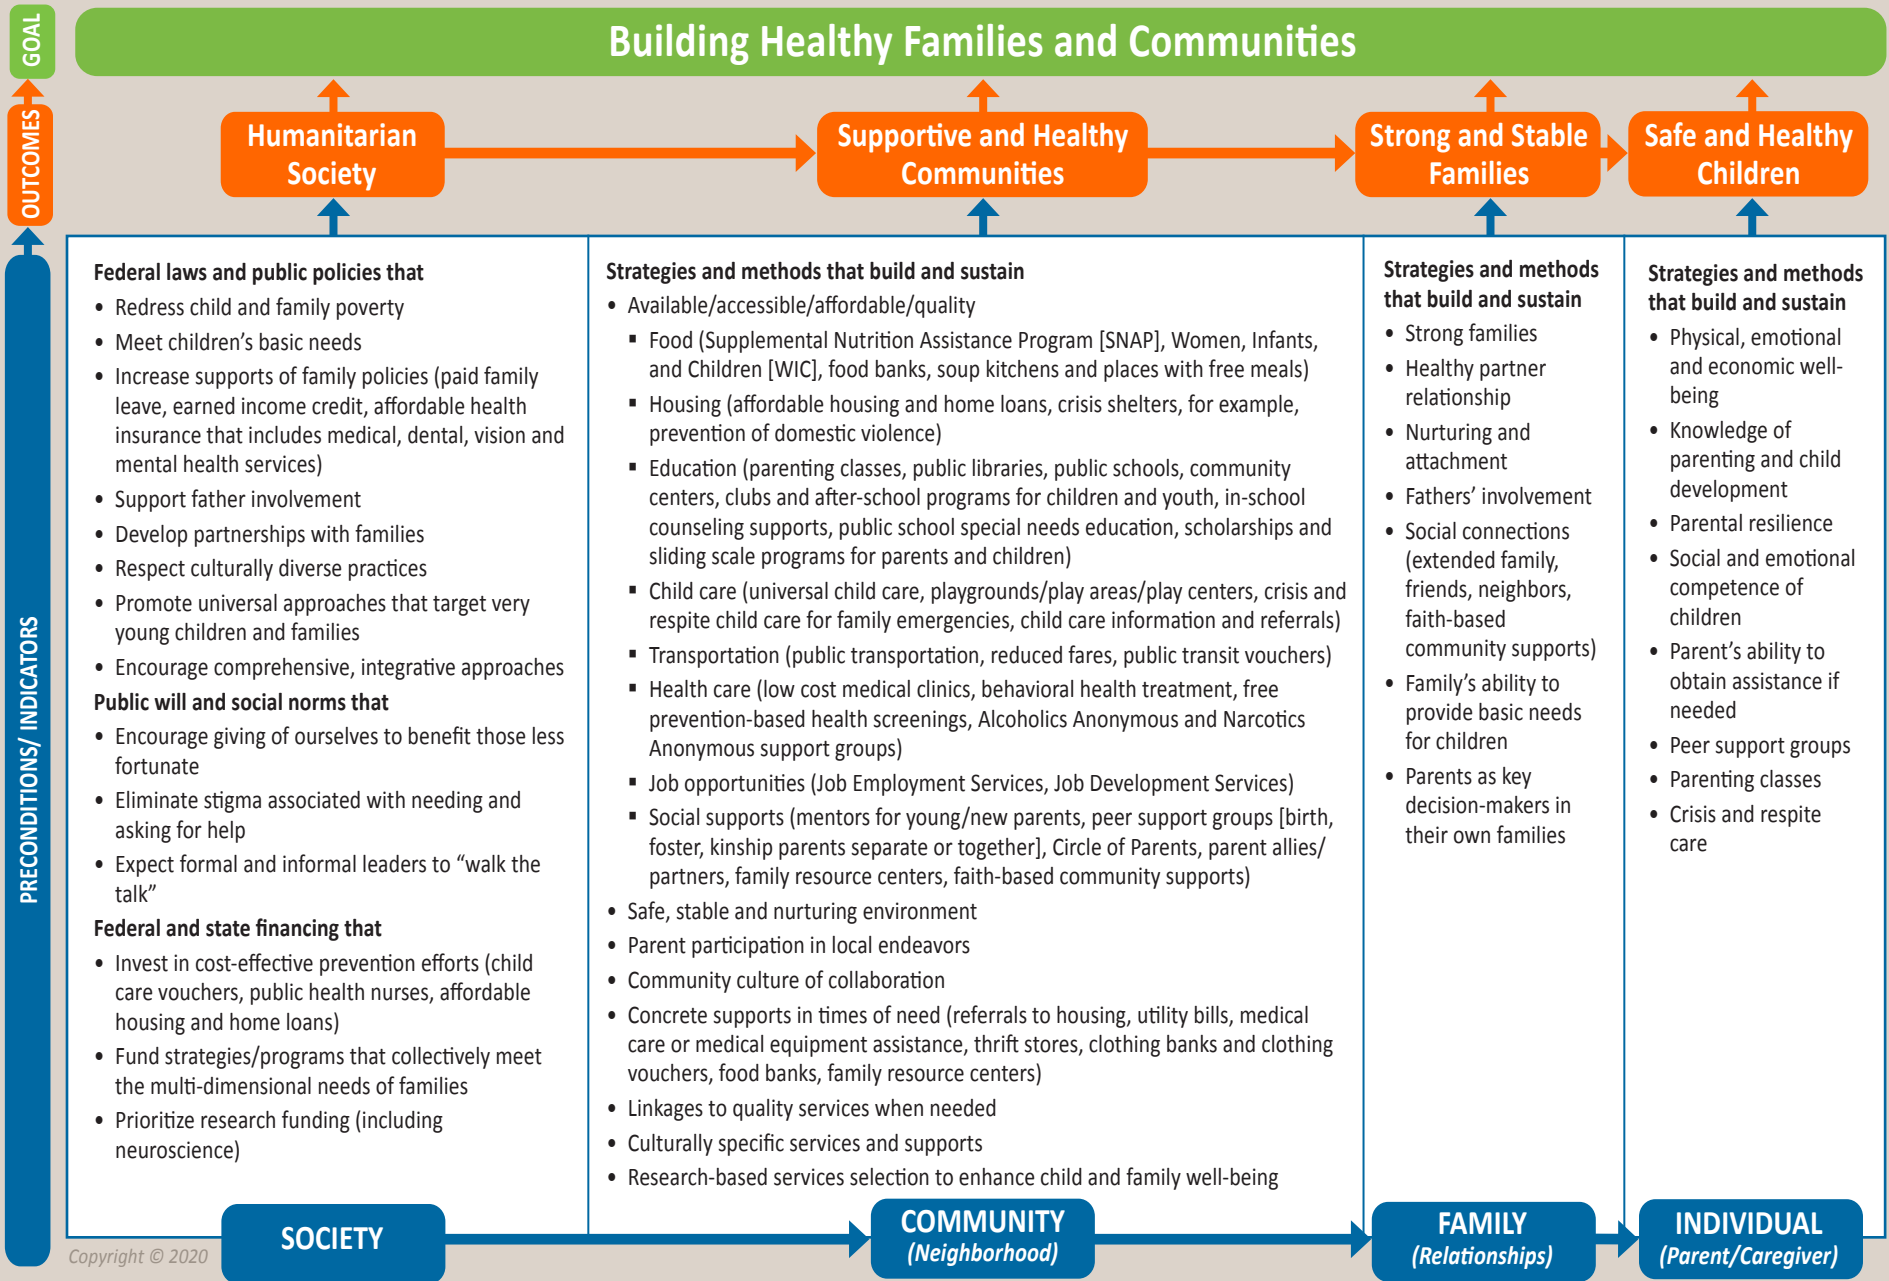 GOAL
Building Healthy Families and Communities
OUTCOMES
Humanitarian
Society
Supportive and Healthy
Communities
Strong and Stable
Families
Safe and Healthy
Children
PRECONDITIONS/ INDICATORS
Federal laws and public policies that
• Redress child and family poverty
• Meet children’s basic needs
• Increase supports of family policies (paid family
leave, earned income credit, affordable health
insurance that includes medical, dental, vision and
mental health services)
• Support father involvement
• Develop partnerships with families
• Respect culturally diverse practices
• Promote universal approaches that target very
young children and families
• Encourage comprehensive, integrative approaches
Public will and social norms that
• Encourage giving of ourselves to benefit those less
fortunate
• Eliminate stigma associated with needing and
asking for help
• Expect formal and informal leaders to “walk the
talk”
Federal and state financing that
• Invest in cost-effective prevention efforts (child
care vouchers, public health nurses, affordable
housing and home loans)
• Fund strategies/programs that collectively meet
the multi-dimensional needs of families
• Prioritize research funding (including
neuroscience)
Strategies and methods that build and sustain
• Available/accessible/affordable/quality
▪ Food (Supplemental Nutrition Assistance Program [SNAP], Women, Infants,
and Children [WIC], food banks, soup kitchens and places with free meals)
▪ Housing (affordable housing and home loans, crisis shelters, for example,
prevention of domestic violence)
▪ Education (parenting classes, public libraries, public schools, community
centers, clubs and after-school programs for children and youth, in-school
counseling supports, public school special needs education, scholarships and
sliding scale programs for parents and children)
▪ Child care (universal child care, playgrounds/play areas/play centers, crisis and
respite child care for family emergencies, child care information and referrals)
▪ Transportation (public transportation, reduced fares, public transit vouchers)
▪ Health care (low cost medical clinics, behavioral health treatment, free
prevention-based health screenings, Alcoholics Anonymous and Narcotics
Anonymous support groups)
▪ Job opportunities (Job Employment Services, Job Development Services)
▪ Social supports (mentors for young/new parents, peer support groups [birth,
foster, kinship parents separate or together], Circle of Parents, parent allies/
partners, family resource centers, faith-based community supports)
• Safe, stable and nurturing environment
• Parent participation in local endeavors
• Community culture of collaboration
• Concrete supports in times of need (referrals to housing, utility bills, medical
care or medical equipment assistance, thrift stores, clothing banks and clothing
vouchers, food banks, family resource centers)
• Linkages to quality services when needed
• Culturally specific services and supports
• Research-based services selection to enhance child and family well-being
Strategies and methods
that build and sustain
• Strong families
• Healthy partner
relationship
• Nurturing and
attachment
• Fathers’ involvement
• Social connections
(extended family,
friends, neighbors,
faith-based
community supports)
• Family’s ability to
provide basic needs
for children
• Parents as key
decision-makers in
their own families
Strategies and methods
that build and sustain
• Physical, emotional
and economic well-
being
• Knowledge of
parenting and child
development
• Parental resilience
• Social and emotional
competence of
children
• Parent’s ability to
obtain assistance if
needed
• Peer support groups
• Parenting classes
• Crisis and respite
care
SOCIETY
COMMUNITY
(Neighborhood)
FAMILY
(Relationships)
INDIVIDUAL
(Parent/Caregiver)
Copyright © 2020